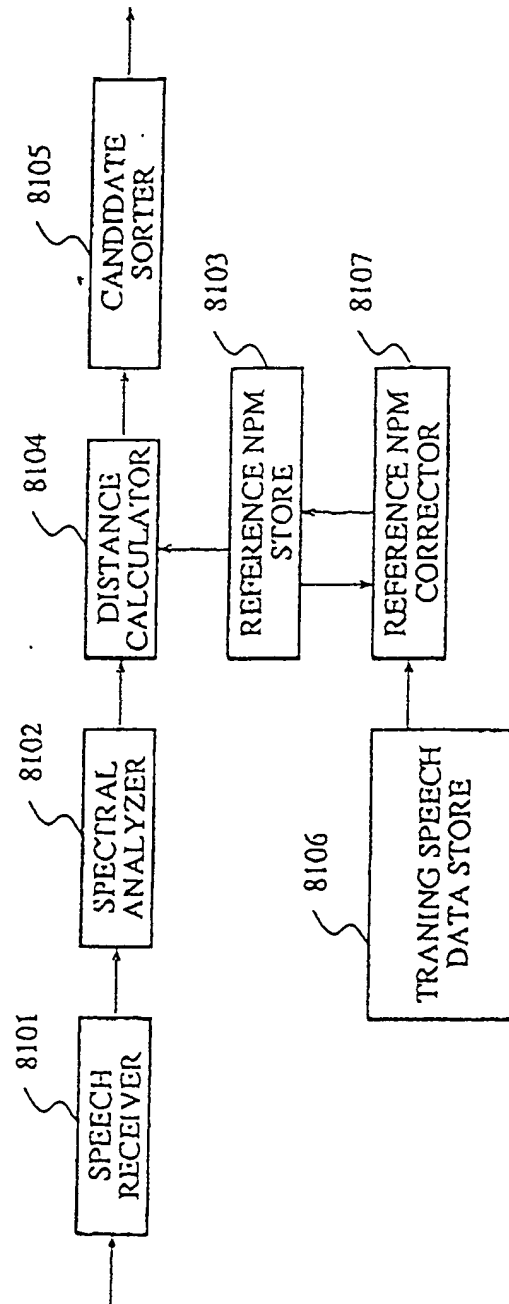 8101
SPEECH
RECEIVER
8102
SPECTRAL
ANALYZER
8104
DISTANCE
CALCULATOR
8105
CANDIDATE
SORTER
8103
REFERENCE NPM
STORE
8106
TRANING SPEECH
DATA STORE
8107
REFERENCE NPM
CORRECTOR